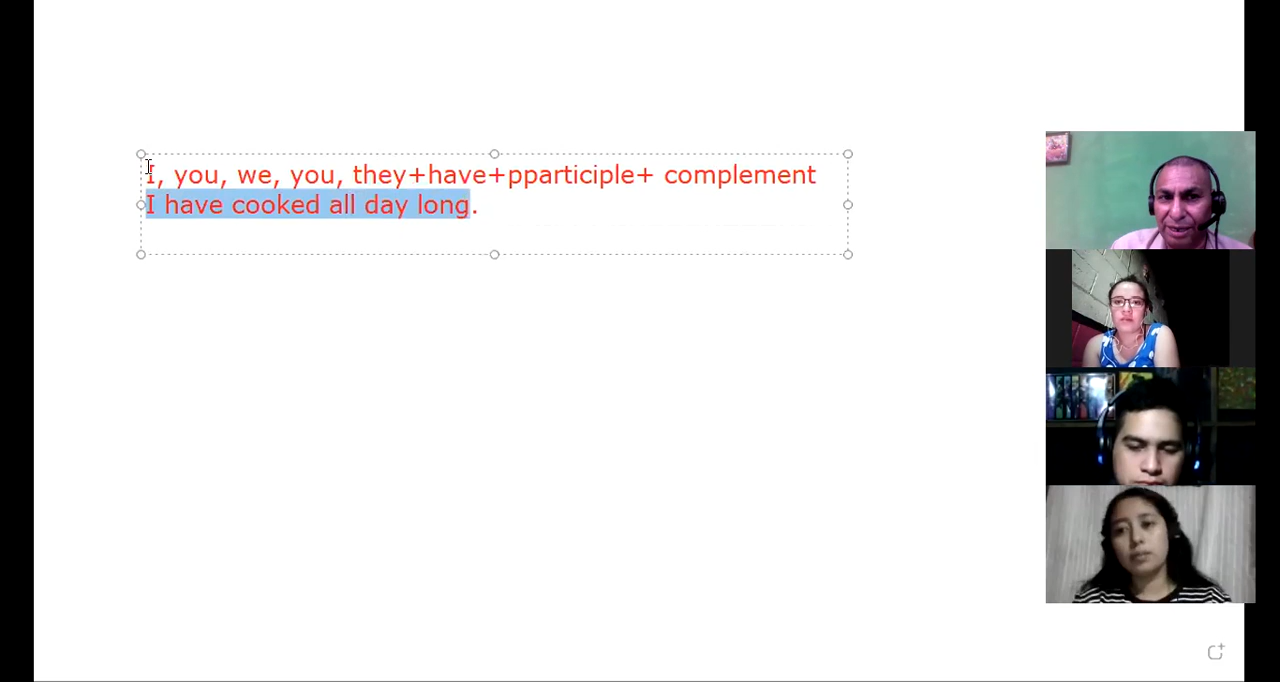 I, you, we, you, they+have+pparticiple+ complement
I have cooked all day long.